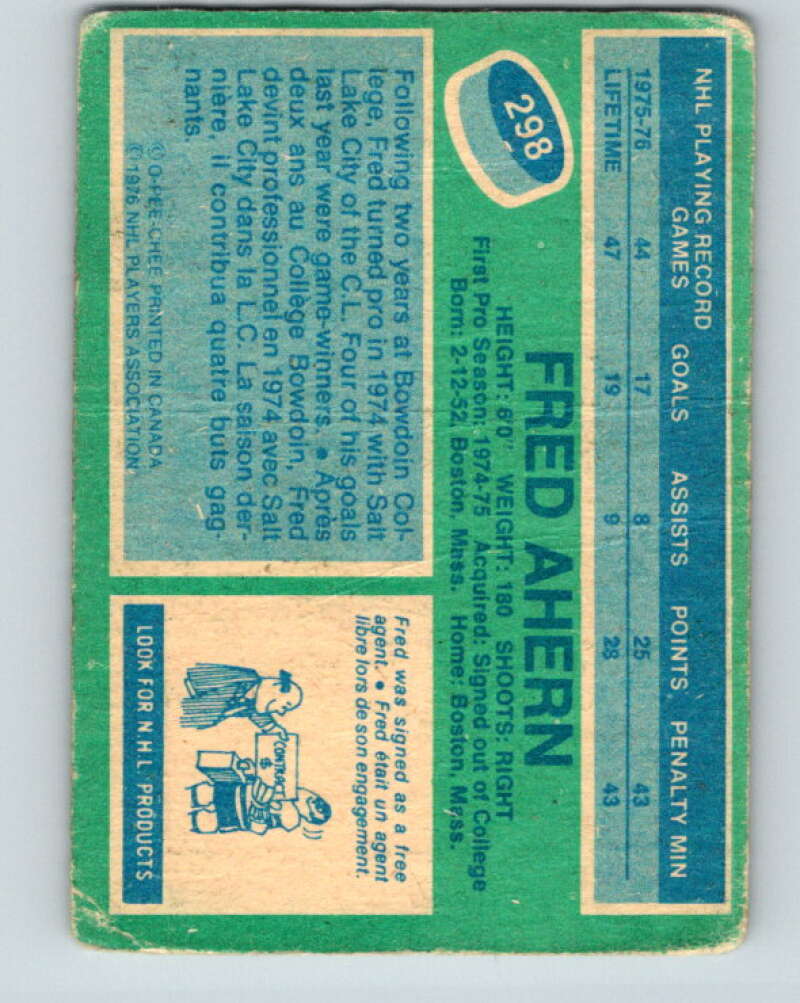 NHL PLAYING RECORD
GAMES GOALS ASSISTS POINTS PENALTY MIN
1975-76 44 17 8 25 43
LIFETIME 47 19 9 28 43
298
FRED AHERN
HEIGHT: 6'0" WEIGHT: 180 SHOOTS: RIGHT
First Pro Season: 1974-75 Acquired: Signed out of College
Born: 2-12-52, Boston, Mass. Home: Boston, Mass.
Following two years at Bowdoin Col-
lege, Fred turned pro in 1974 with Salt
Lake City of the C.L. Four of his goals
last year were game-winners. • Après
deux ans au Collège Bowdoin, Fred
devint professionnel en 1974 avec Salt
Lake City dans la L.C. La saison der-
nière, il contribua quatre buts gag-
nants.
© O-PEE-CHEE PRINTED IN CANADA
© 1976 NHL PLAYERS ASSOCIATION
Fred was signed as a free
agent. • Fred était un agent
libre lors de son engagement.
CONTRACT
$
LOOK FOR N.H.L. PRODUCTS